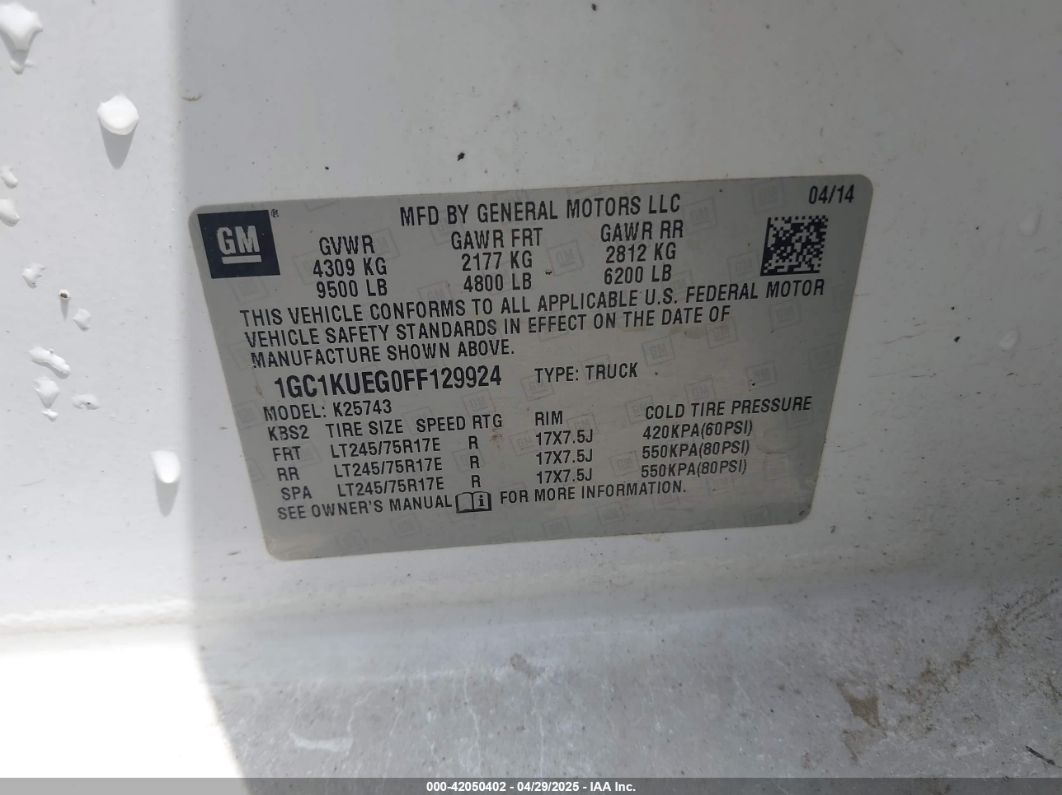 04/14
MFD BY GENERAL MOTORS LLC
GM®
GVWR GAWR FRT GAWR RR
4309 KG 2177 KG 2812 KG
9500 LB 4800 LB 6200 LB
THIS VEHICLE CONFORMS TO ALL APPLICABLE U.S. FEDERAL MOTOR
VEHICLE SAFETY STANDARDS IN EFFECT ON THE DATE OF
MANUFACTURE SHOWN ABOVE.
1GC1KUEG0FF129924 TYPE: TRUCK
MODEL: K25743
KBS2 TIRE SIZE SPEED RTG RIM COLD TIRE PRESSURE
FRT LT245/75R17E R 17X7.5J 420KPA(60PSI)
RR LT245/75R17E R 17X7.5J 550KPA(80PSI)
SPA LT245/75R17E R 17X7.5J 550KPA(80PSI)
SEE OWNER'S MANUAL i FOR MORE INFORMATION.
000-42050402 - 04/29/2025 - IAA Inc.